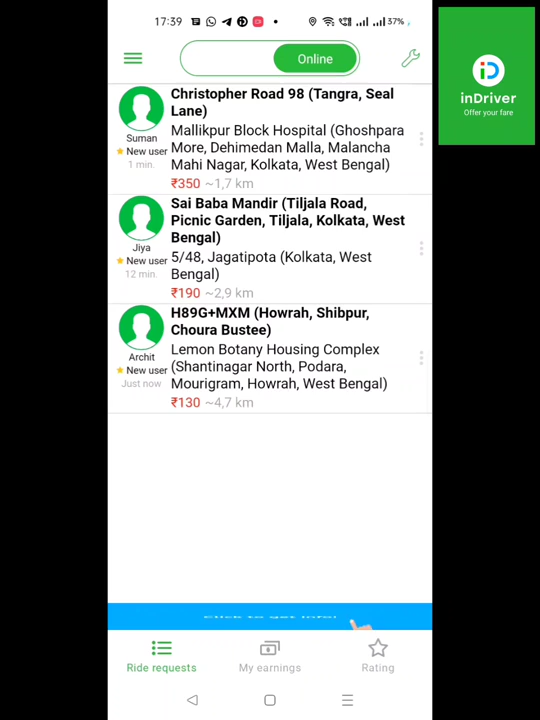 17:39
37%
Online
inDriver
Offer your fare
Christopher Road 98 (Tangra, Seal
Lane)
Mallikpur Block Hospital (Ghoshpara
More, Dehimedan Malla, Malancha
Mahi Nagar, Kolkata, West Bengal)
₹350 ~1,7 km
Suman
New user
1 min.
Sai Baba Mandir (Tiljala Road,
Picnic Garden, Tiljala, Kolkata, West
Bengal)
5/48, Jagatipota (Kolkata, West
Bengal)
₹190 ~2,9 km
Jiya
New user
12 min.
H89G+MXM (Howrah, Shibpur,
Choura Bustee)
Lemon Botany Housing Complex
(Shantinagar North, Podara,
Mourigram, Howrah, West Bengal)
₹130 ~4,7 km
Archit
New user
Just now
Click to get info!
Ride requests
My earnings
Rating